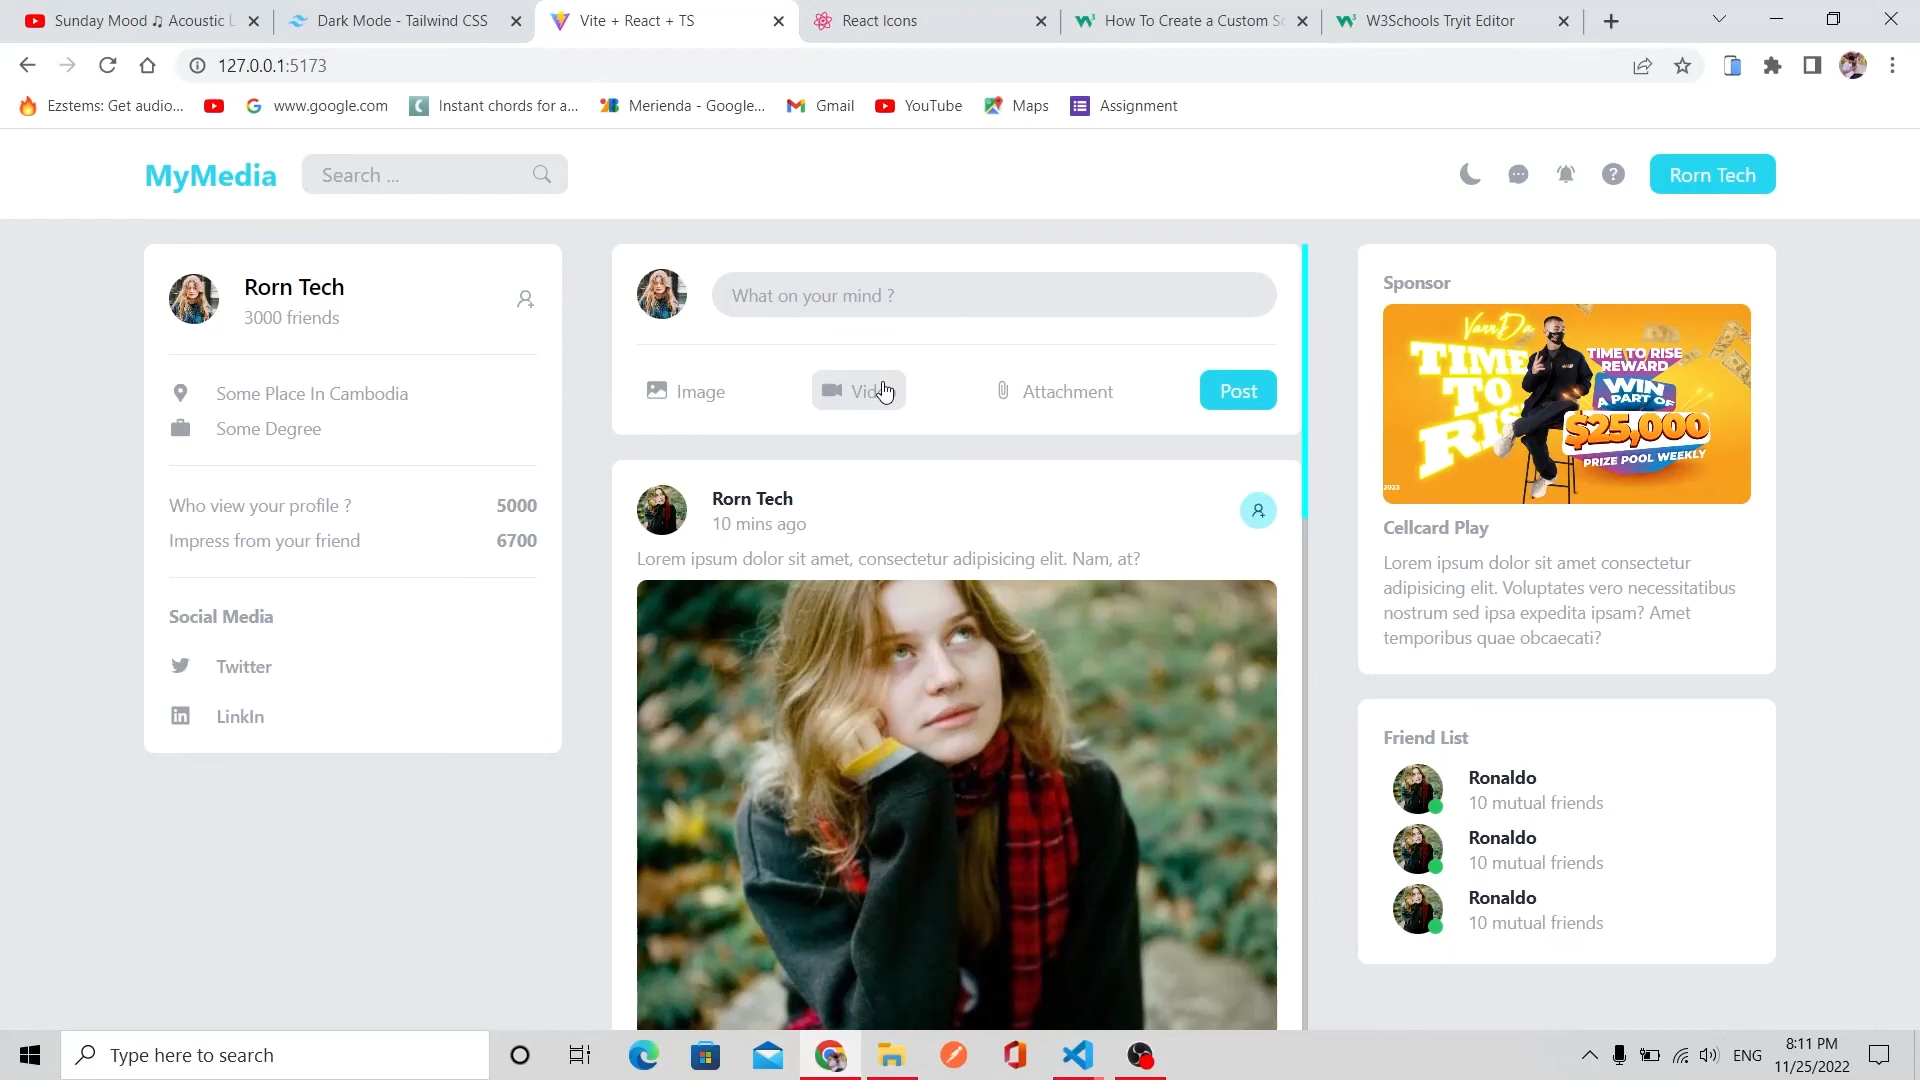 Sunday Mood ♫ Acoustic L
Dark Mode - Tailwind CSS
Vite + React + TS
React Icons
How To Create a Custom Sc
W3Schools Tryit Editor
127.0.0.1:5173
Ezstems: Get audio...
www.google.com
Instant chords for a...
Merienda - Google...
Gmail
YouTube
Maps
Assignment
MyMedia
Search ...
Rorn Tech
Rorn Tech
3000 friends
Some Place In Cambodia
Some Degree
Who view your profile ? 5000
Impress from your friend 6700
Social Media
Twitter
LinkIn
What on your mind ?
Image
Vid
Attachment
Post
Rorn Tech
10 mins ago
Lorem ipsum dolor sit amet, consectetur adipisicing elit. Nam, at?
Sponsor
VannDa
TIME
TO
RIS
TIME TO RISE
REWARD
WIN
A PART OF
$25,000
PRIZE POOL WEEKLY
2023
Cellcard Play
Lorem ipsum dolor sit amet consectetur
adipisicing elit. Voluptates vero necessitatibus
nostrum sed ipsa expedita ipsam? Amet
temporibus quae obcaecati?
Friend List
Ronaldo
10 mutual friends
Ronaldo
10 mutual friends
Ronaldo
10 mutual friends
Type here to search
ENG
8:11 PM
11/25/2022